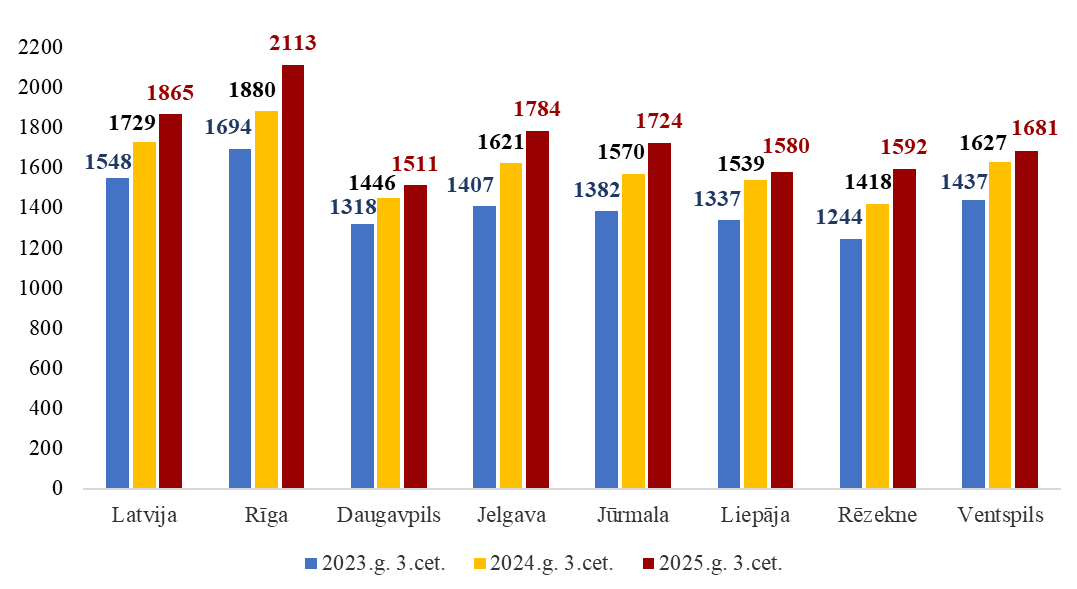 2200
2000
1800
1600
1400
1200
1000
800
600
400
200
0
1548 1729 1865
1694 1880 2113
1318 1446 1511
1407 1621 1784
1382 1570 1724
1337 1539 1580
1244 1418 1592
1437 1627 1681
Latvija Rīga Daugavpils Jelgava Jūrmala Liepāja Rēzekne Ventspils
2023.g. 3.cet. 2024.g. 3.cet. 2025.g. 3.cet.